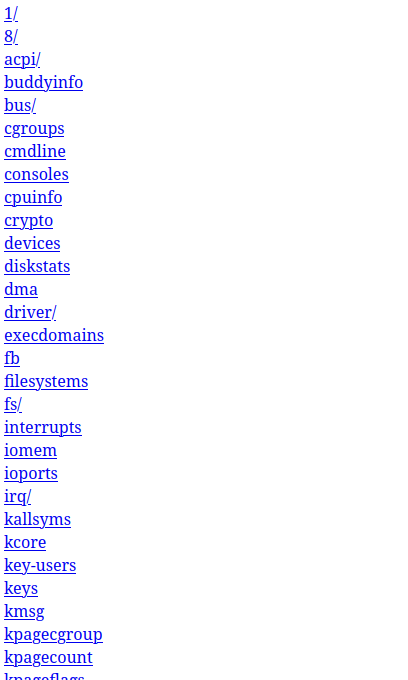 1/
8/
acpi/
buddyinfo
bus/
cgroups
cmdline
consoles
cpuinfo
crypto
devices
diskstats
dma
driver/
execdomains
fb
filesystems
fs/
interrupts
iomem
ioports
irq/
kallsyms
kcore
key-users
keys
kmsg
kpagecgroup
kpagecount
kpageflags